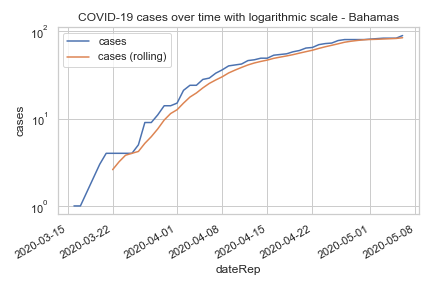 COVID-19 cases over time with logarithmic scale - Bahamas
cases
cases (rolling)
10²
10¹
10⁰
cases
2020-03-15
2020-03-22
2020-04-01
2020-04-08
2020-04-15
2020-04-22
2020-05-01
2020-05-08
dateRep